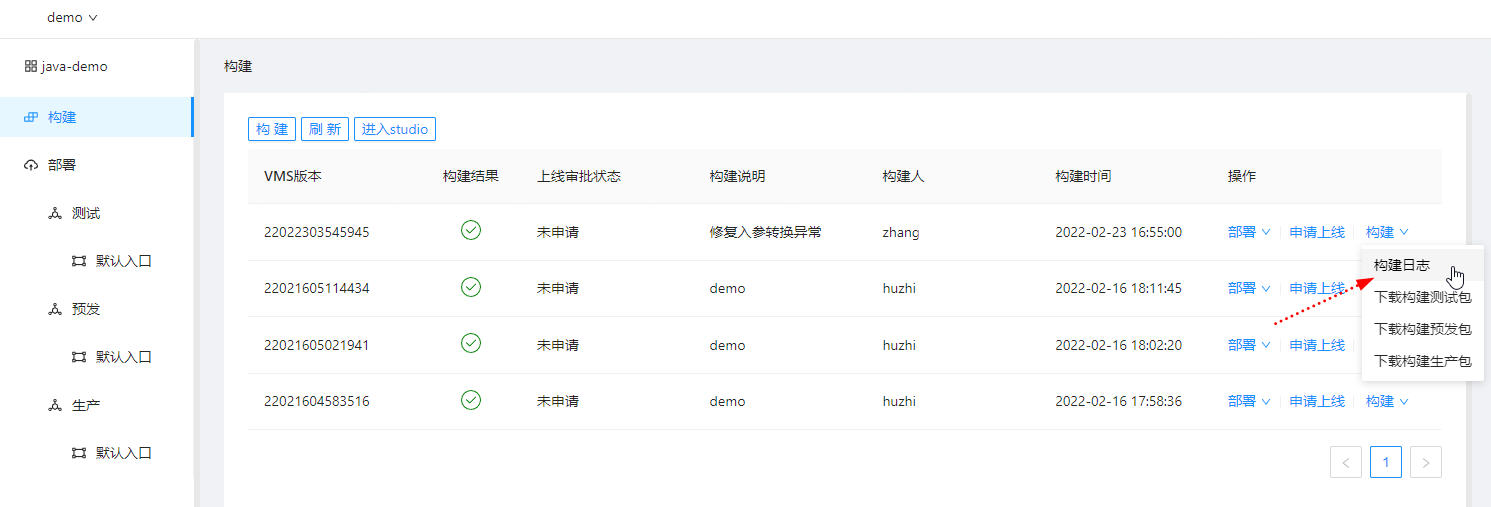 demo
java-demo
构建
部署
测试
默认入口
预发
默认入口
生产
默认入口
构建
构 建 刷 新 进入studio
VMS版本 构建结果 上线审批状态 构建说明 构建人 构建时间 操作
22022303545945 未申请 修复入参转换异常 zhang 2022-02-23 16:55:00 部署 申请上线 构建
22021605114434 未申请 demo huzhi 2022-02-16 18:11:45 部署 申请上线
22021605021941 未申请 demo huzhi 2022-02-16 18:02:20 部署 申请上线
22021604583516 未申请 demo huzhi 2022-02-16 17:58:36 部署 申请上线 构建
构建日志
下载构建测试包
下载构建预发包
下载构建生产包
1